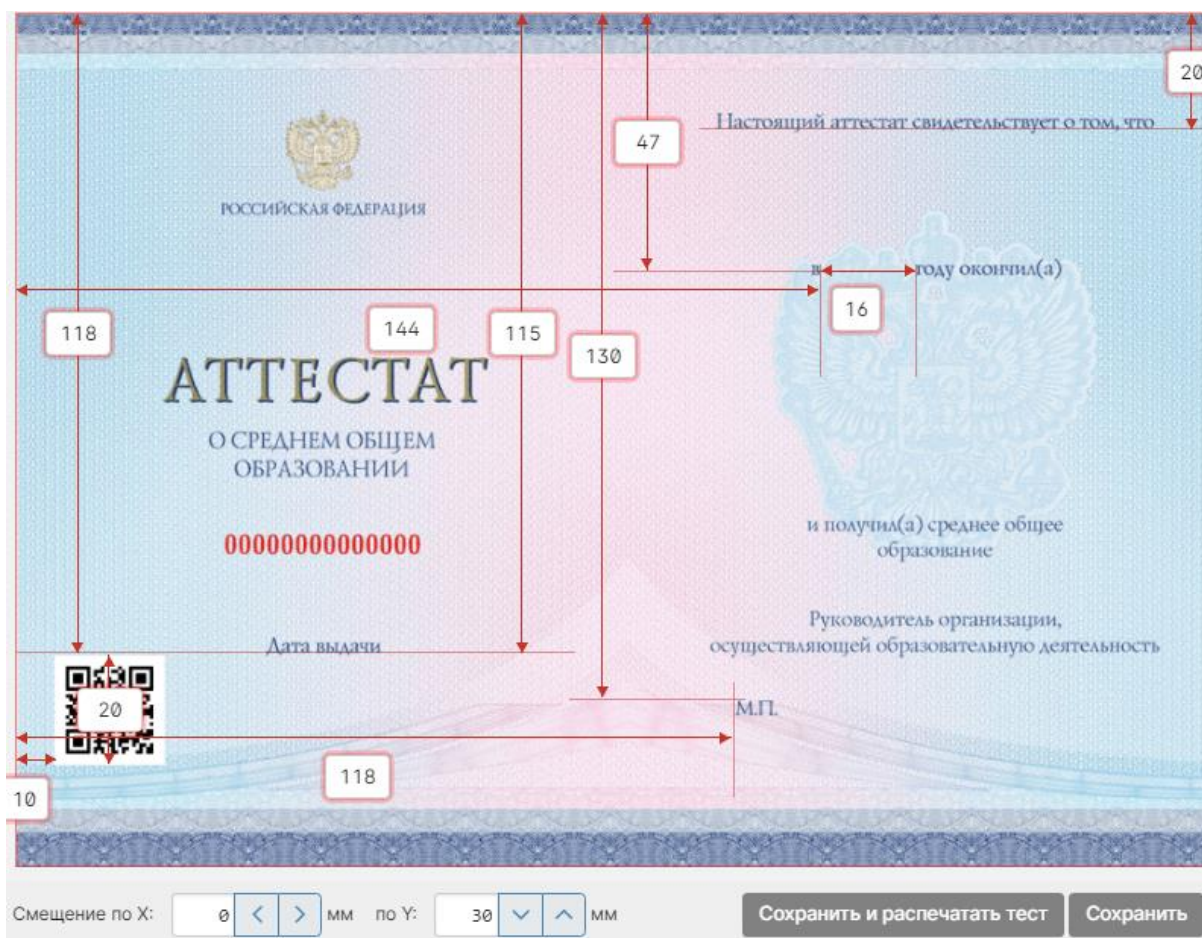 20
Настоящий аттестат свидетельствует о том, что
47
РОССИЙСКАЯ ФЕДЕРАЦИЯ
в году окончил(а)
16
118
144
115
130
АТТЕСТАТ
О СРЕДНЕМ ОБЩЕМ
ОБРАЗОВАНИИ
00000000000000
и получил(а) среднее общее
образование
Руководитель организации,
осуществляющей образовательную деятельность
Дата выдачи
20
М.П.
118
10
Смещение по X: 0 мм по Y: 30 мм Сохранить и распечатать тест Сохранить